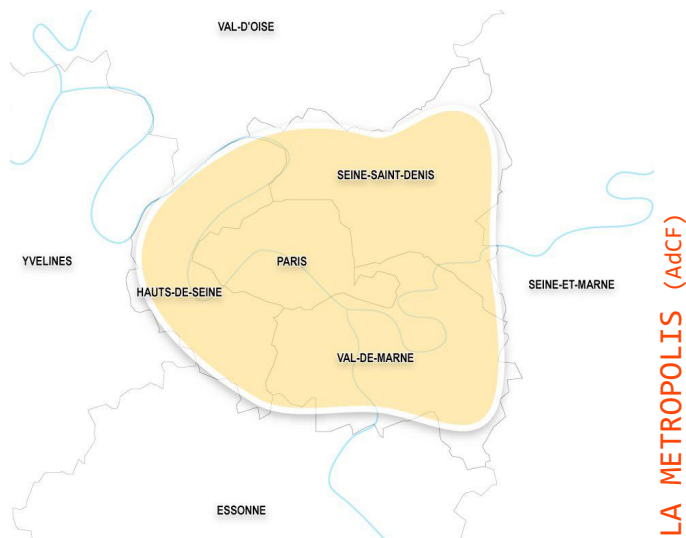 VAL-D'OISE
SEINE-SAINT-DENIS
YVELINES
PARIS
SEINE-ET-MARNE
HAUTS-DE-SEINE
VAL-DE-MARNE
ESSONNE
LA METROPOLIS (AdCF)